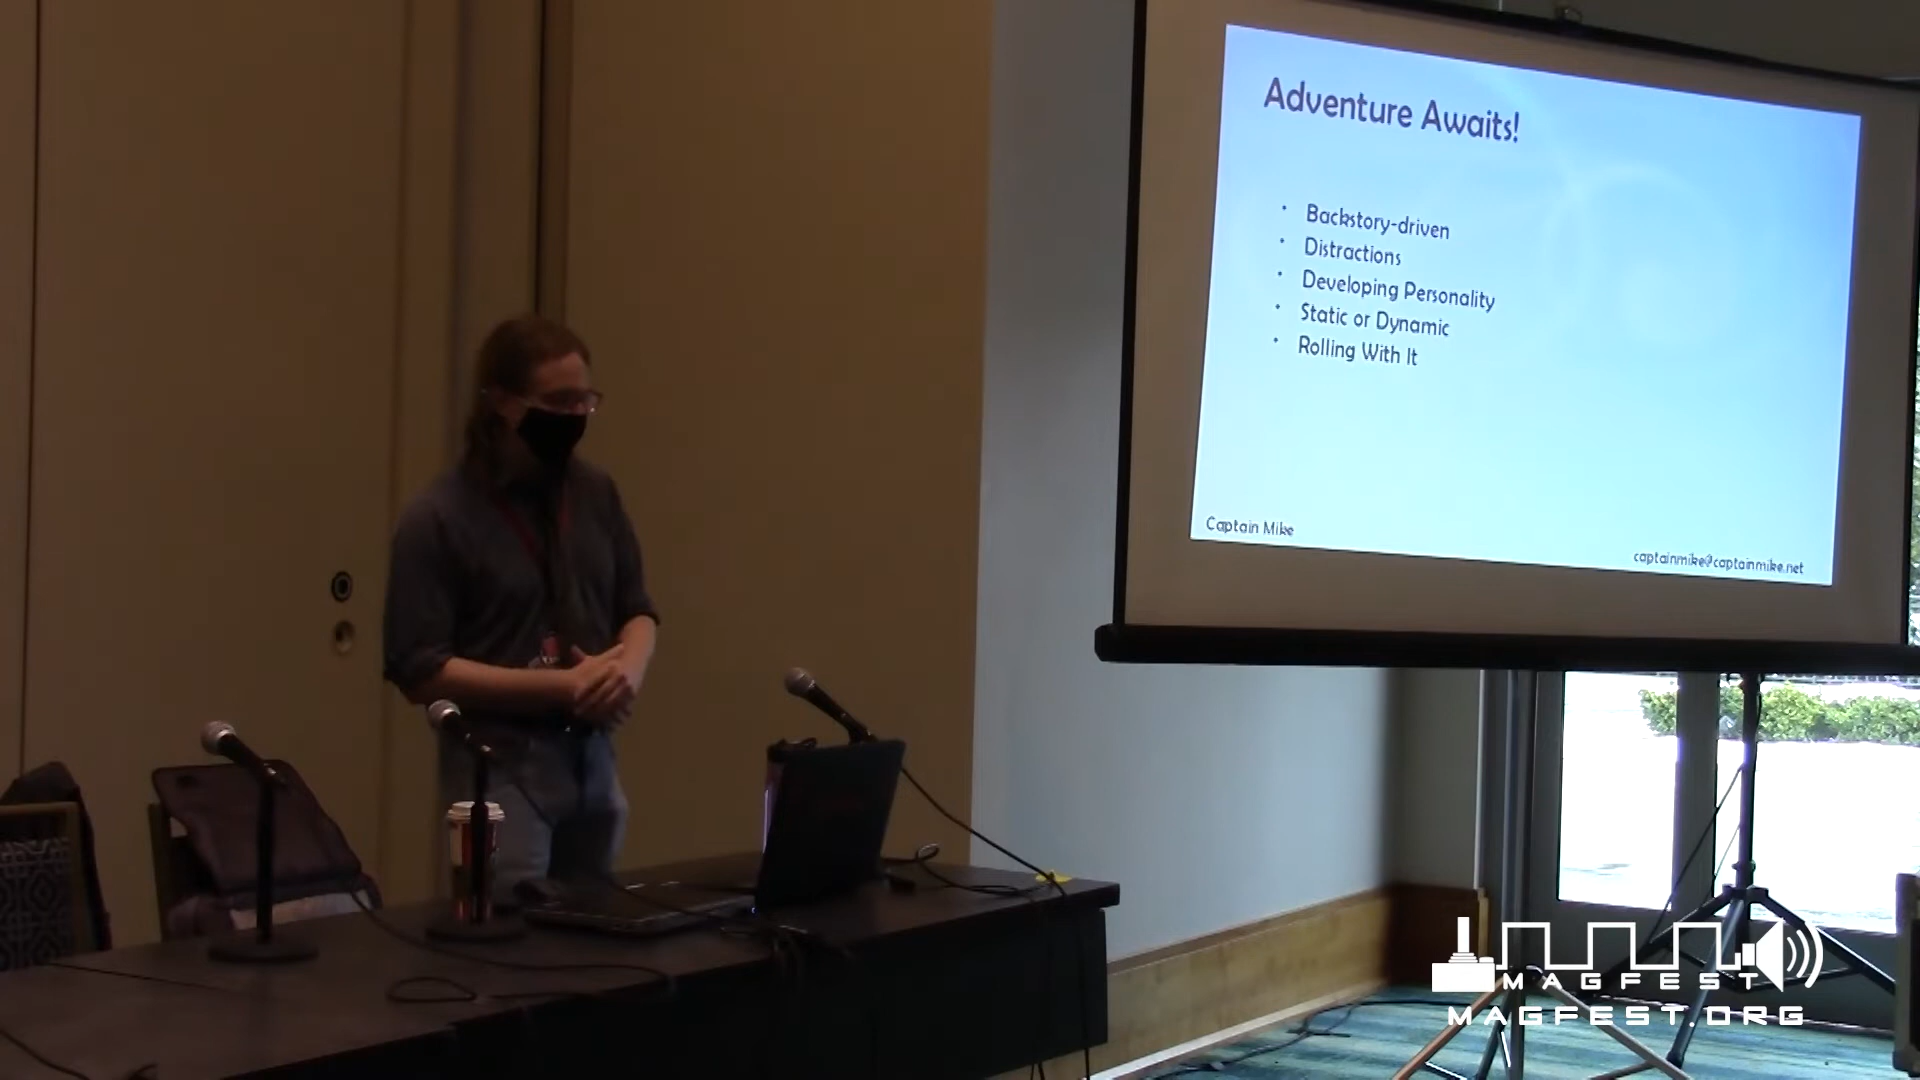 Adventure Awaits!
• Backstory-driven
• Distractions
• Developing Personality
• Static or Dynamic
• Rolling With It
Captain Mike
captainmike@captainmike.net
MAGFEST
MAGFEST.ORG